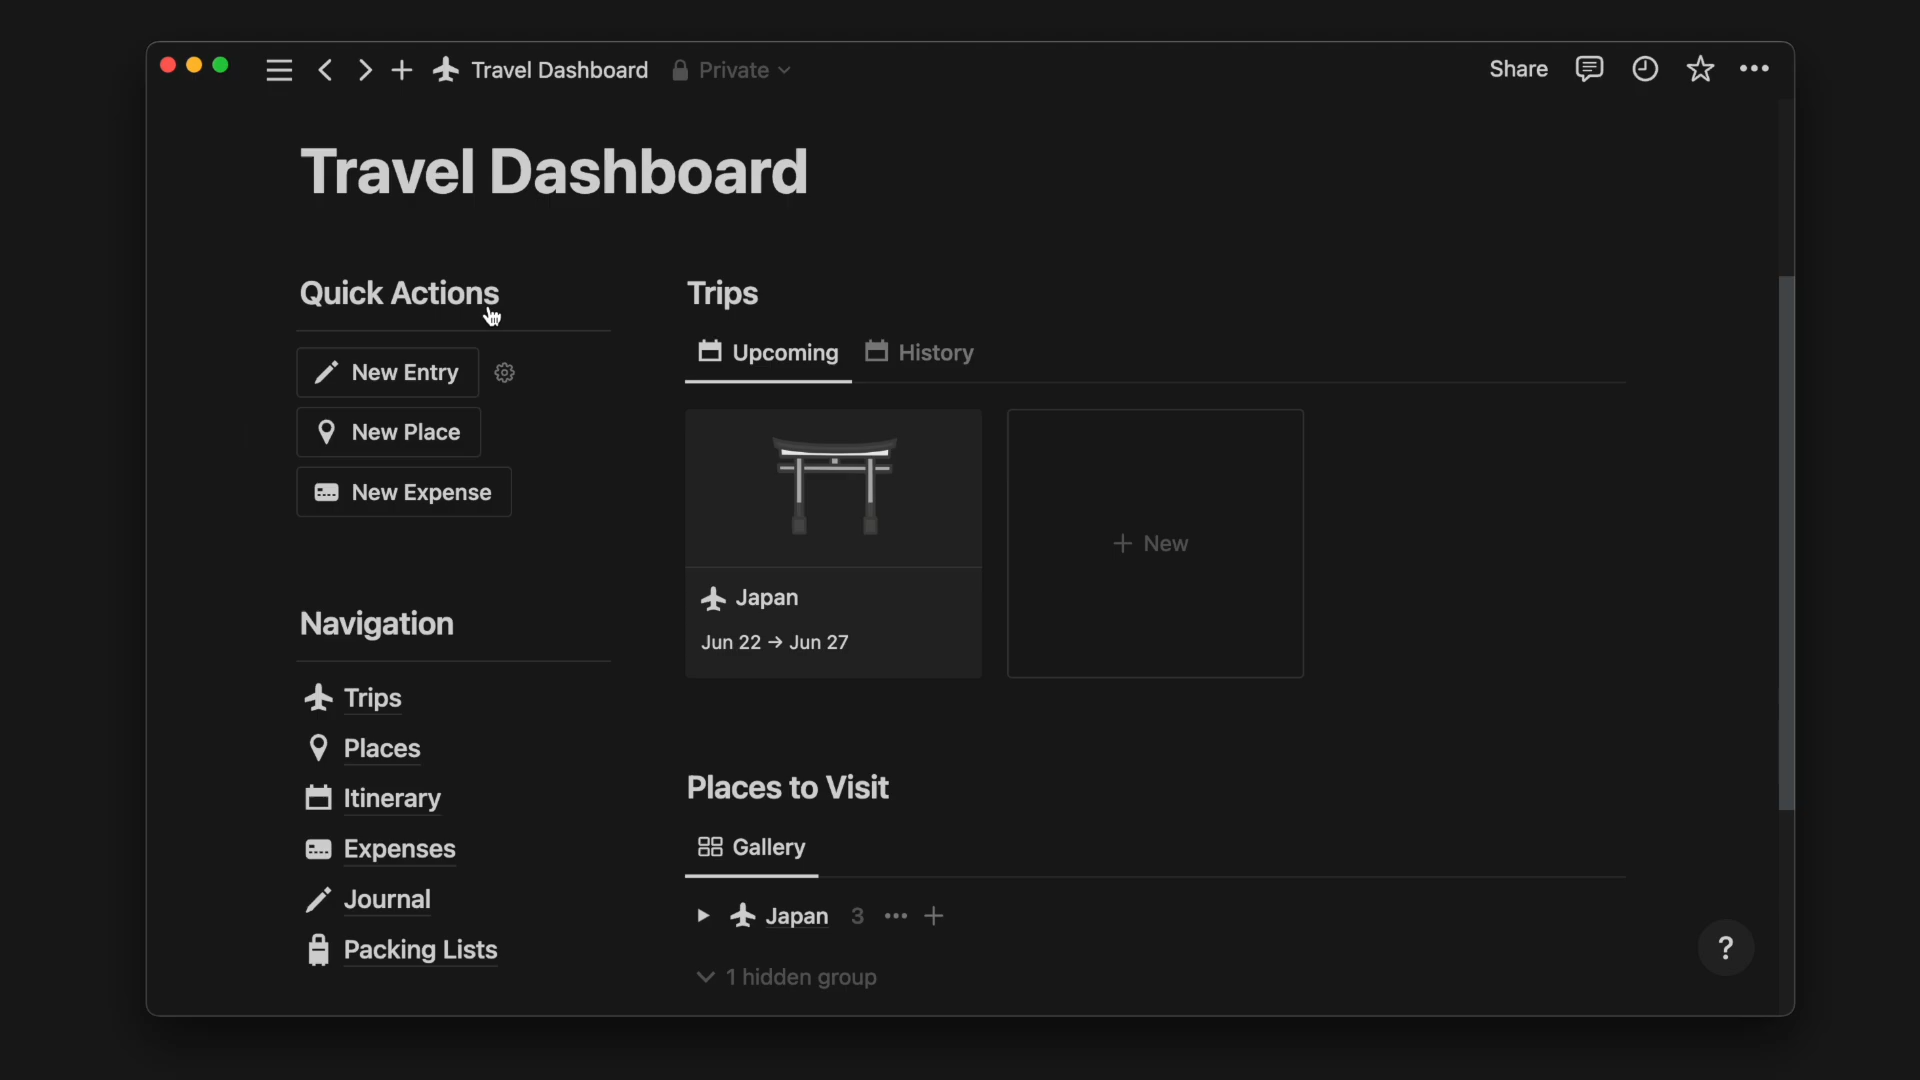 Travel Dashboard Private
Share
Travel Dashboard
Quick Actions
New Entry
New Place
New Expense
Navigation
Trips
Places
Itinerary
Expenses
Journal
Packing Lists
Trips
Upcoming History
Japan
Jun 22 → Jun 27
+ New
Places to Visit
Gallery
Japan 3
1 hidden group
?